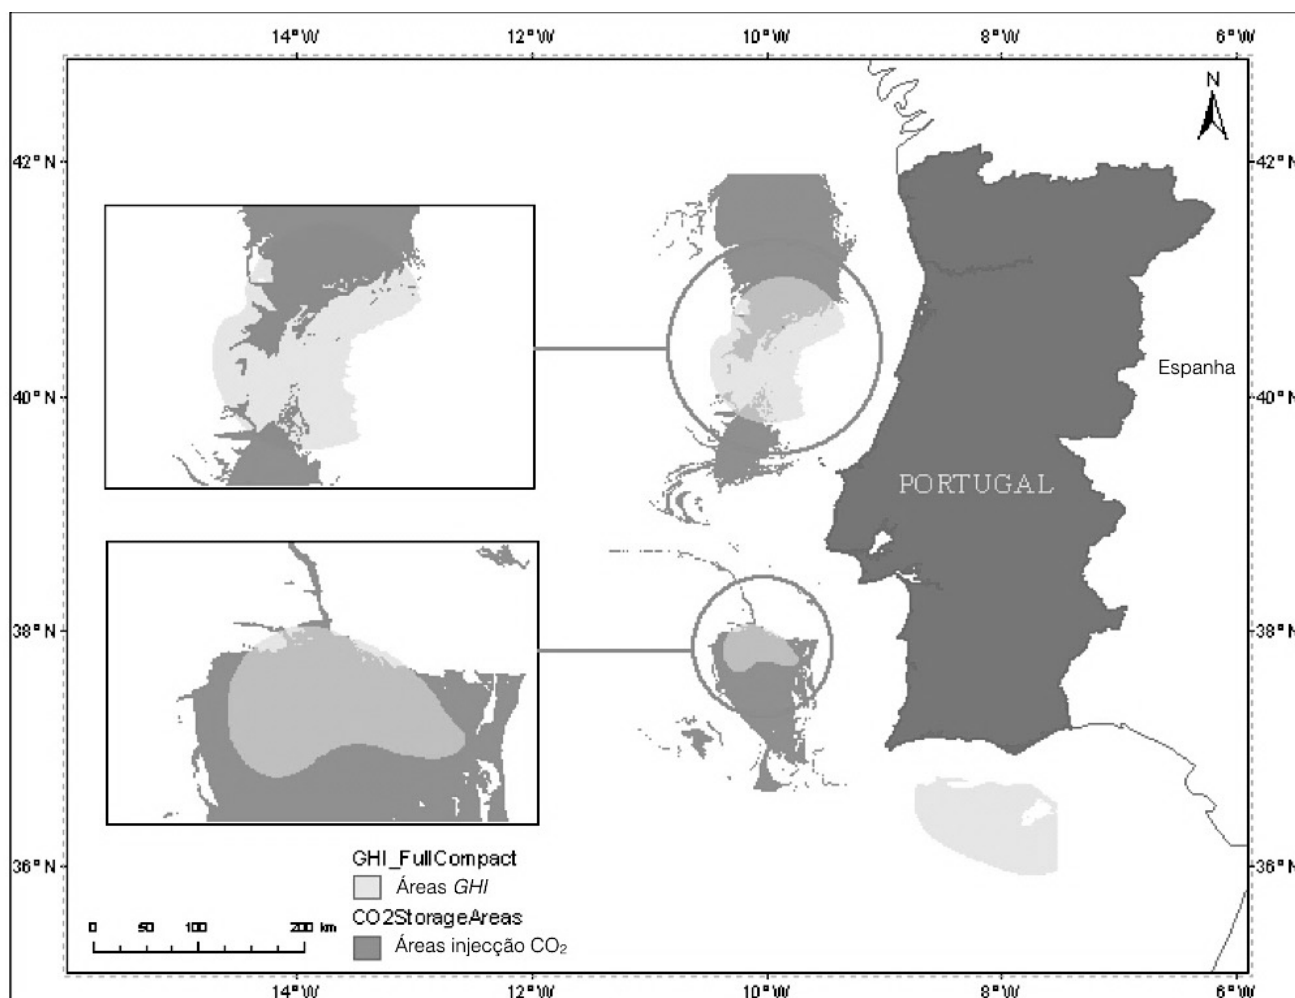 14°W 12°W 10°W 8°W 6°W
N
42°N 42°N
Espanha
40°N 40°N
PORTUGAL
38°N 38°N
GHI_FullCompact
36°N 36°N
Áreas GHI
CO2StorageAreas
0 50 100 200 km
Áreas injecção CO₂
14°W 12°W 10°W 8°W 6°W